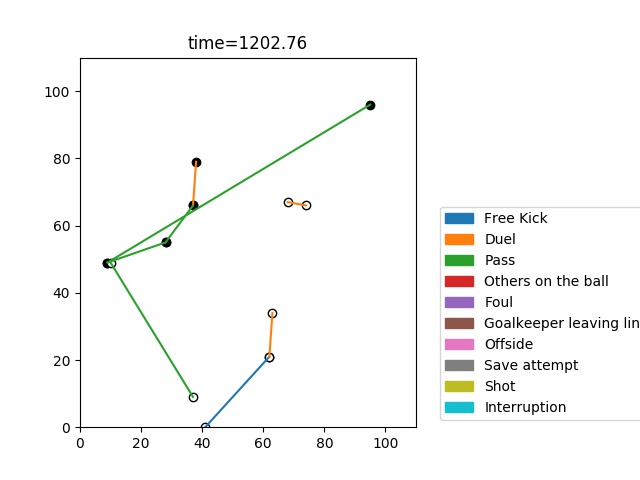 time=1202.76
100
80
60
40
20
0
0 20 40 60 80 100
Free Kick
Duel
Pass
Others on the ball
Foul
Goalkeeper leaving lin
Offside
Save attempt
Shot
Interruption